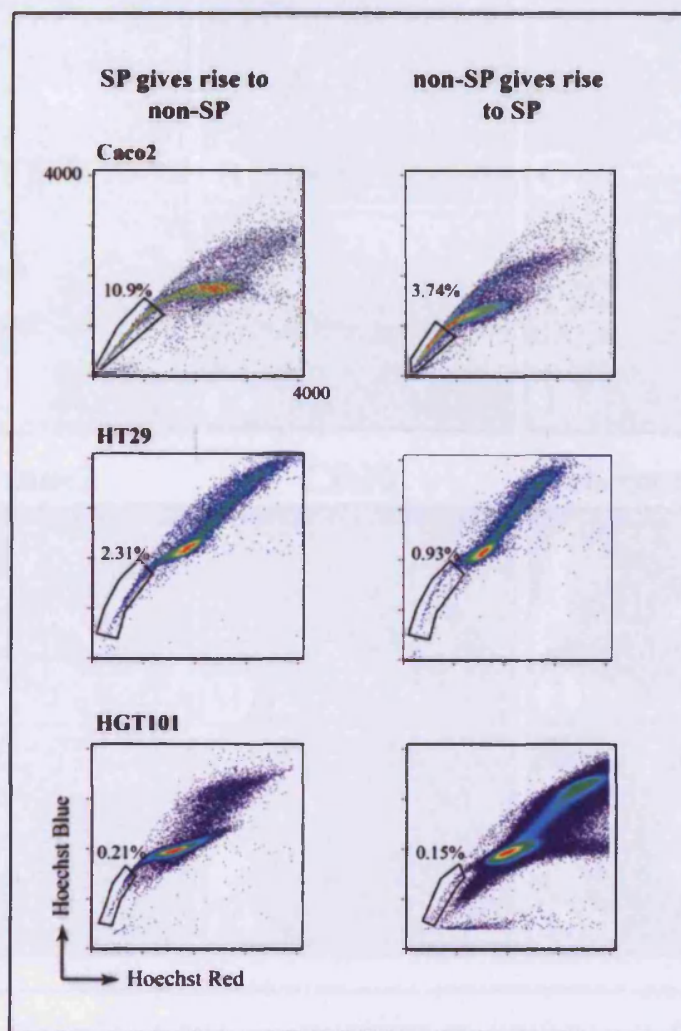 SP gives rise to non-SP
non-SP gives rise to SP
Caco2
4000
10.9%
3.74%
4000
HT29
2.31%
0.93%
HGT101
0.21%
0.15%
Hoechst Blue
Hoechst Red